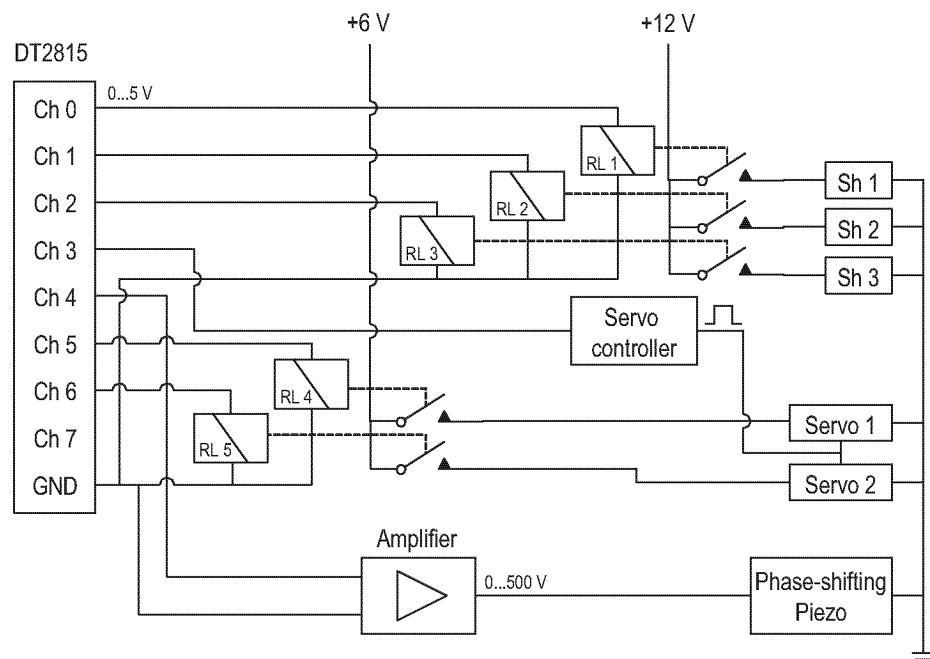 +6 V
+12 V
DT2815
Ch 0
0...5 V
Ch 1
RL 1
Ch 2
RL 2
Sh 1
Ch 3
RL 3
Sh 2
Ch 4
Sh 3
Servo
controller
Ch 5
Ch 6
RL 4
Ch 7
RL 5
Servo 1
GND
Servo 2
Amplifier
0...500 V
Phase-shifting
Piezo